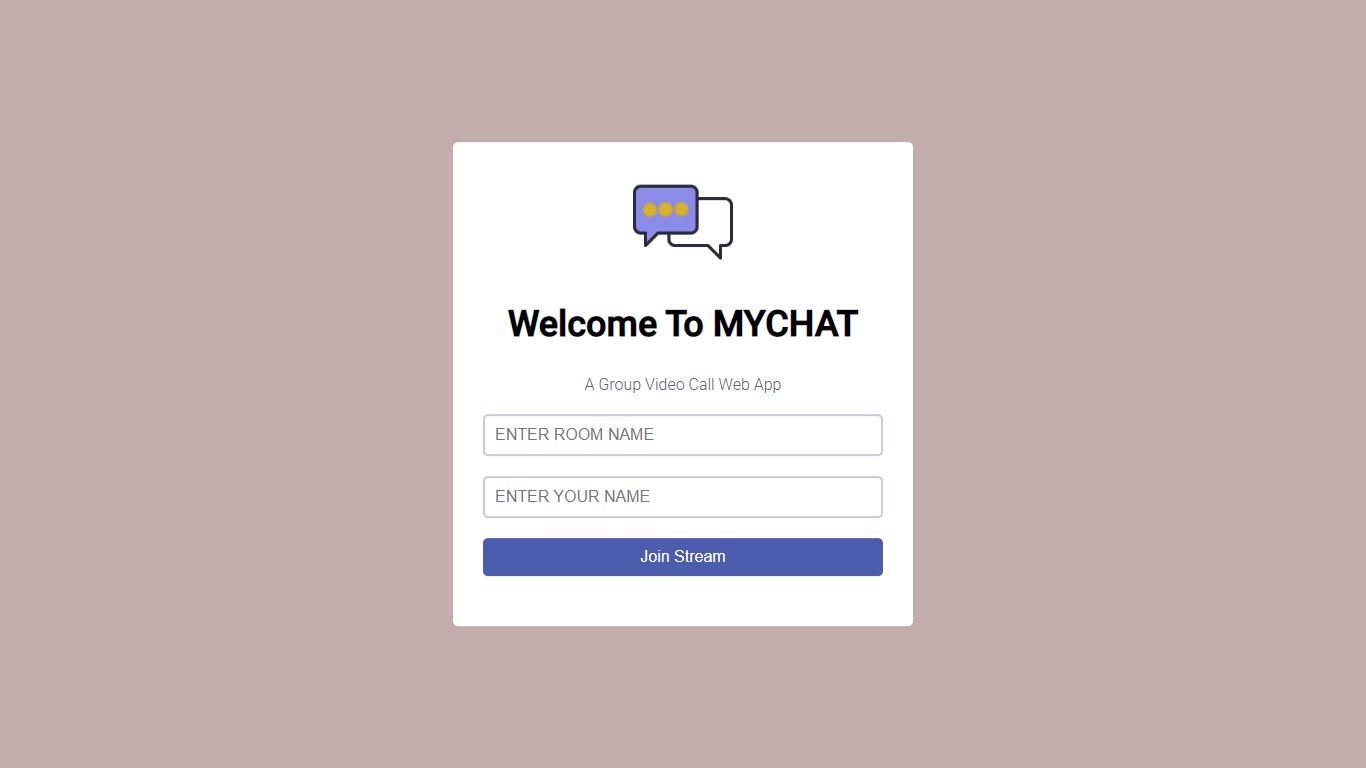 Welcome To MYCHAT
A Group Video Call Web App
ENTER ROOM NAME
ENTER YOUR NAME
Join Stream